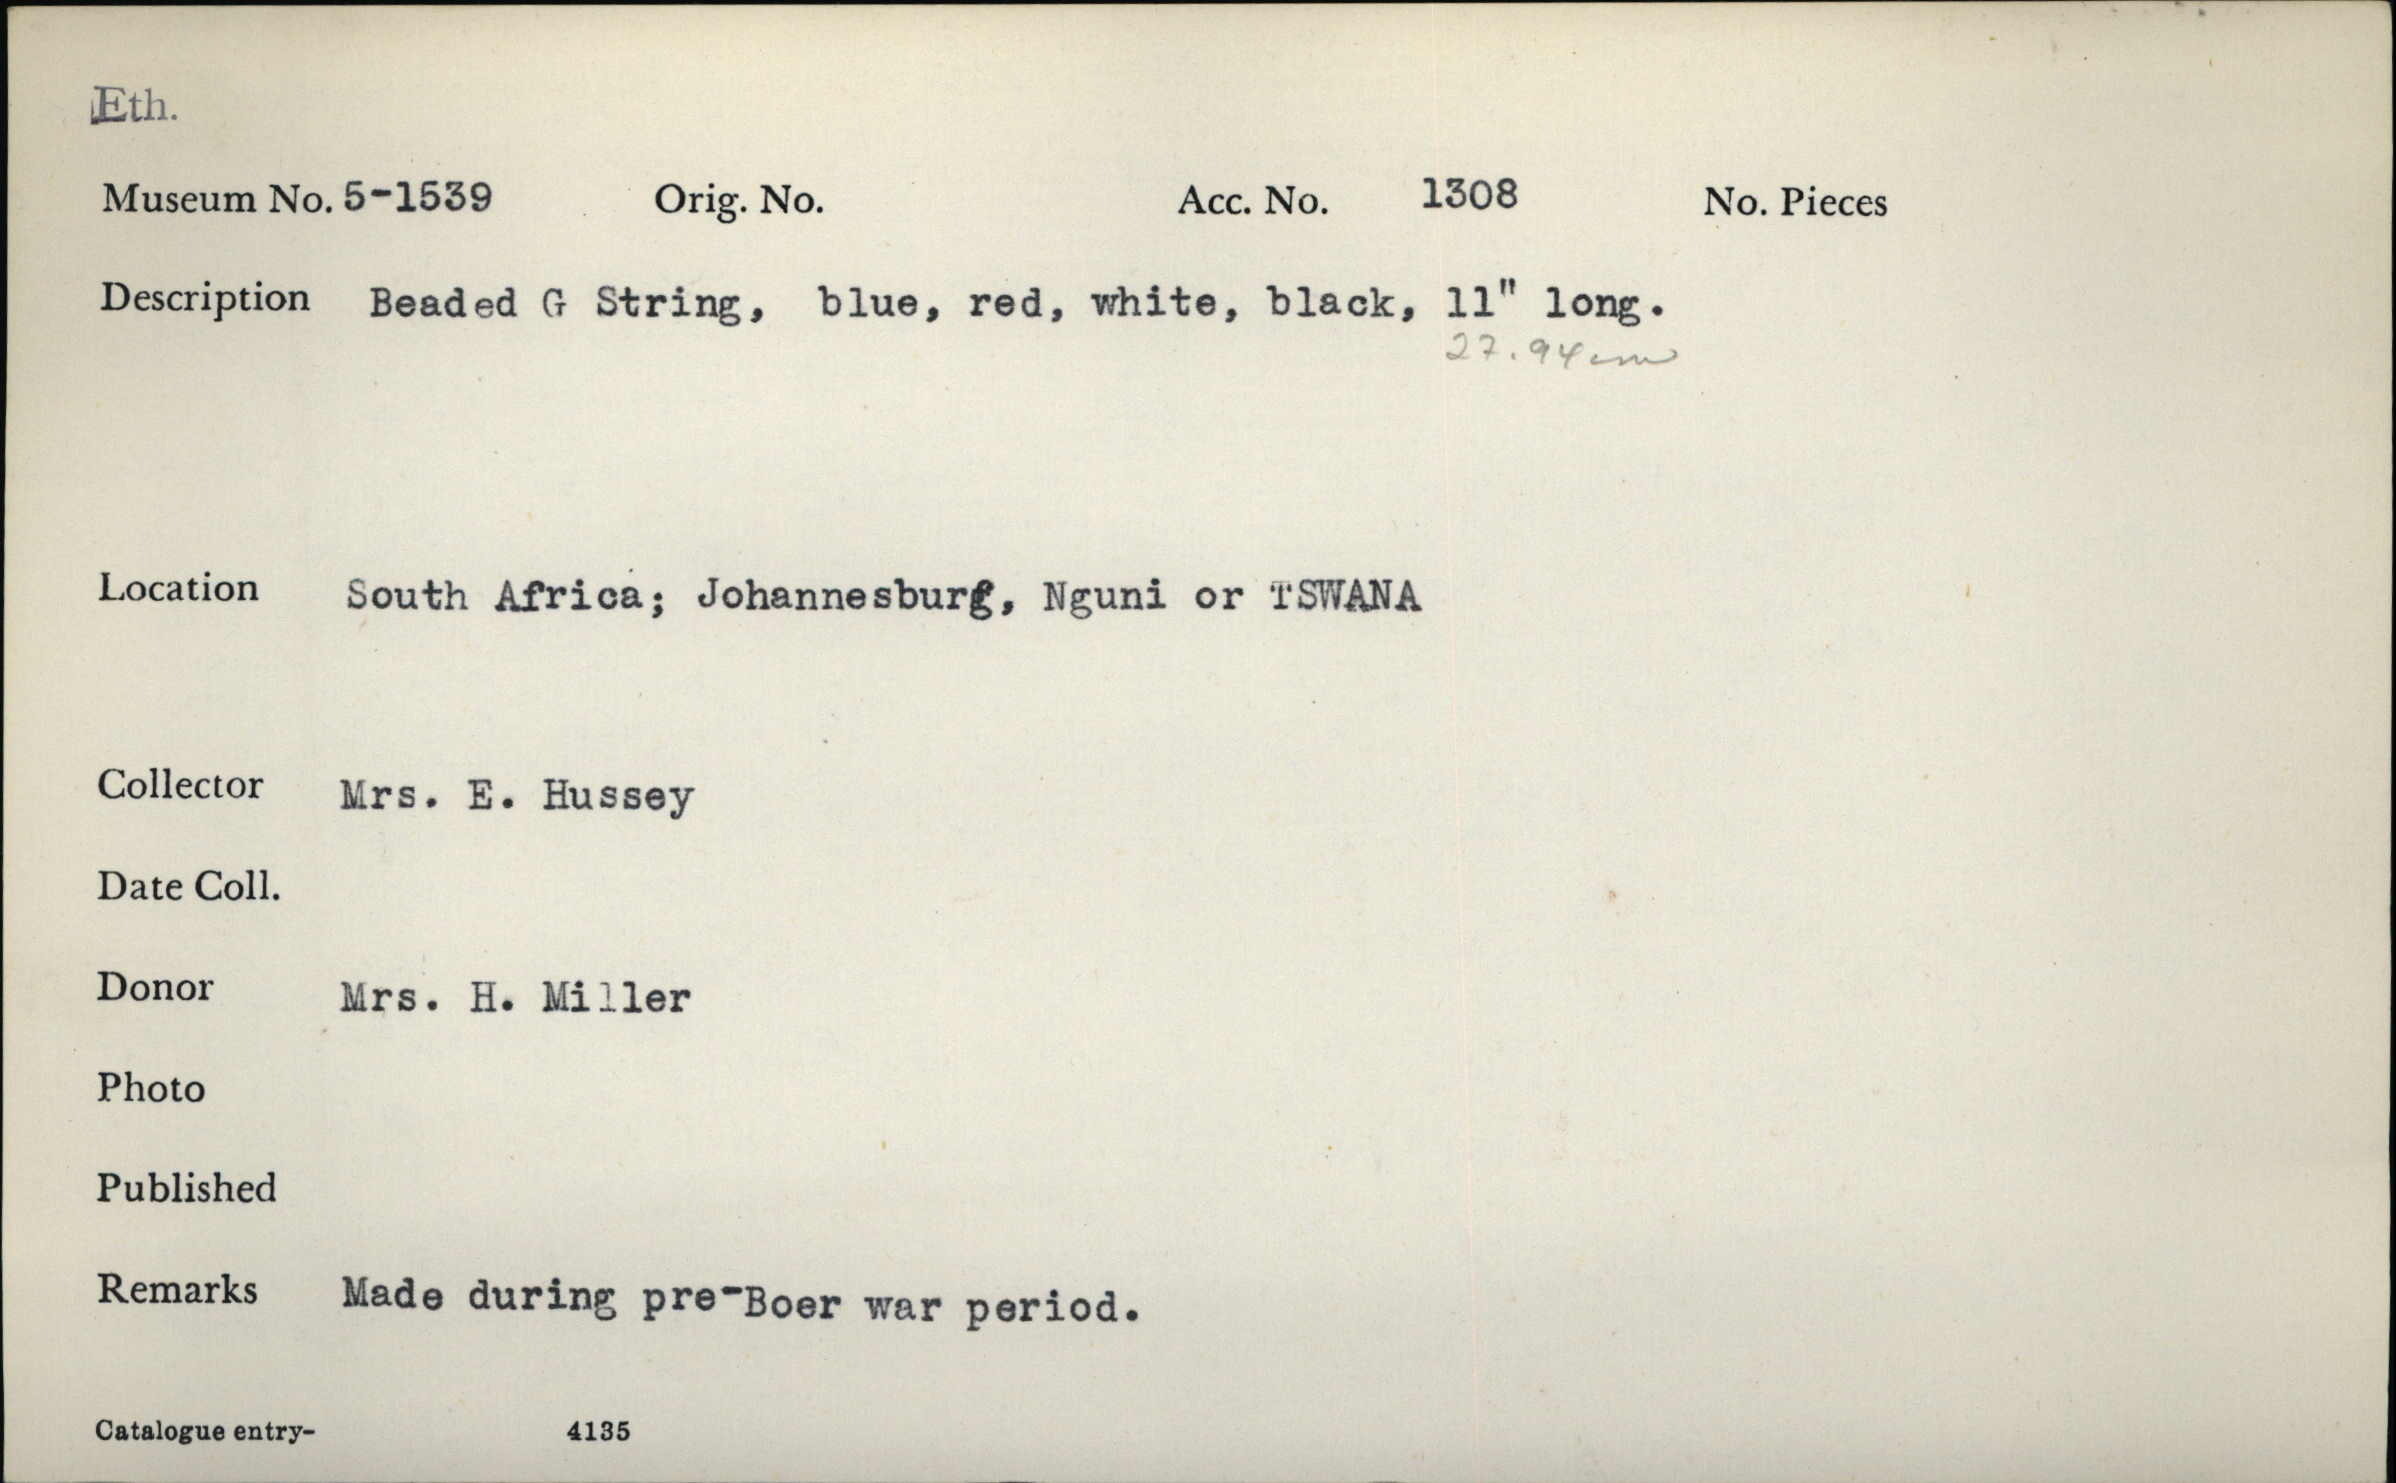 Eth.
Museum No. 5-1539 Orig. No. Acc. No. 1308 No. Pieces
Description Beaded G String, blue, red, white, black, 11" long.
27.94cm
Location South Africa; Johannesburg, Nguni or TSWANA
Collector Mrs. E. Hussey
Date Coll.
Donor Mrs. H. Miller
Photo
Published
Remarks Made during pre-Boer war period.
Catalogue entry- 4135